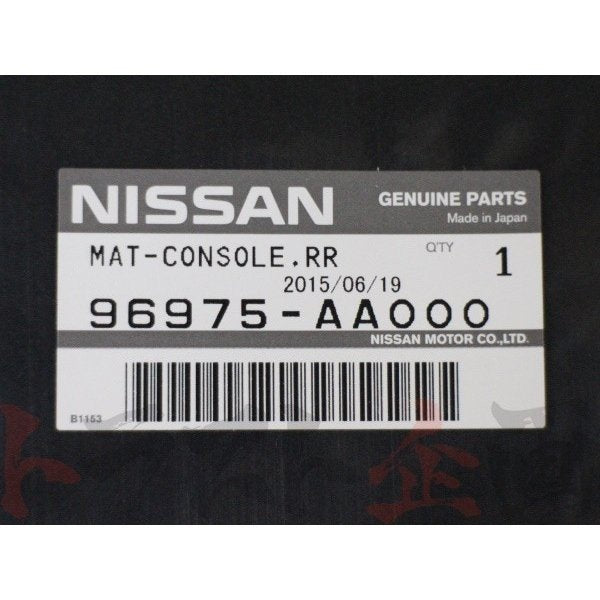 NISSAN
GENUINE PARTS
Made in Japan
MAT-CONSOLE.RR
Q'TY 1
2015/06/19
96975-AA000
NISSAN MOTOR CO.,LTD.
B1153